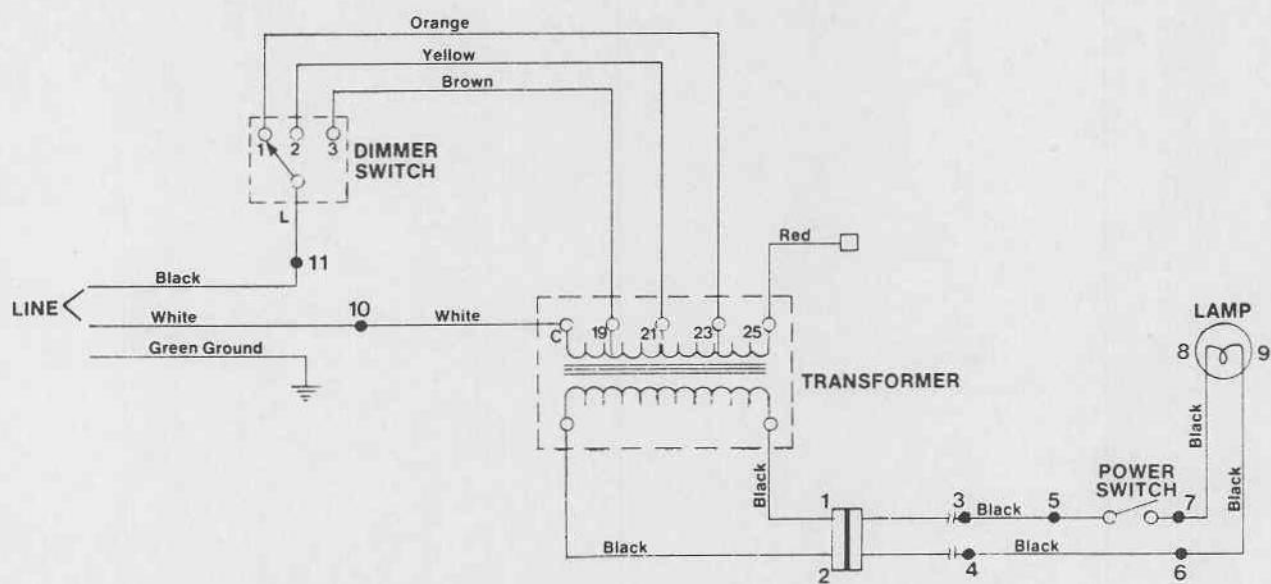 Orange
Yellow
Brown
1 2 3
DIMMER
SWITCH
L
11
Black
LINE
White
10
White
Green Ground
Red
C 19 21 23 25
TRANSFORMER
LAMP
8 9
Black
Black
Black
POWER
SWITCH
1
3
Black
5
7
Black
2
4
Black
6